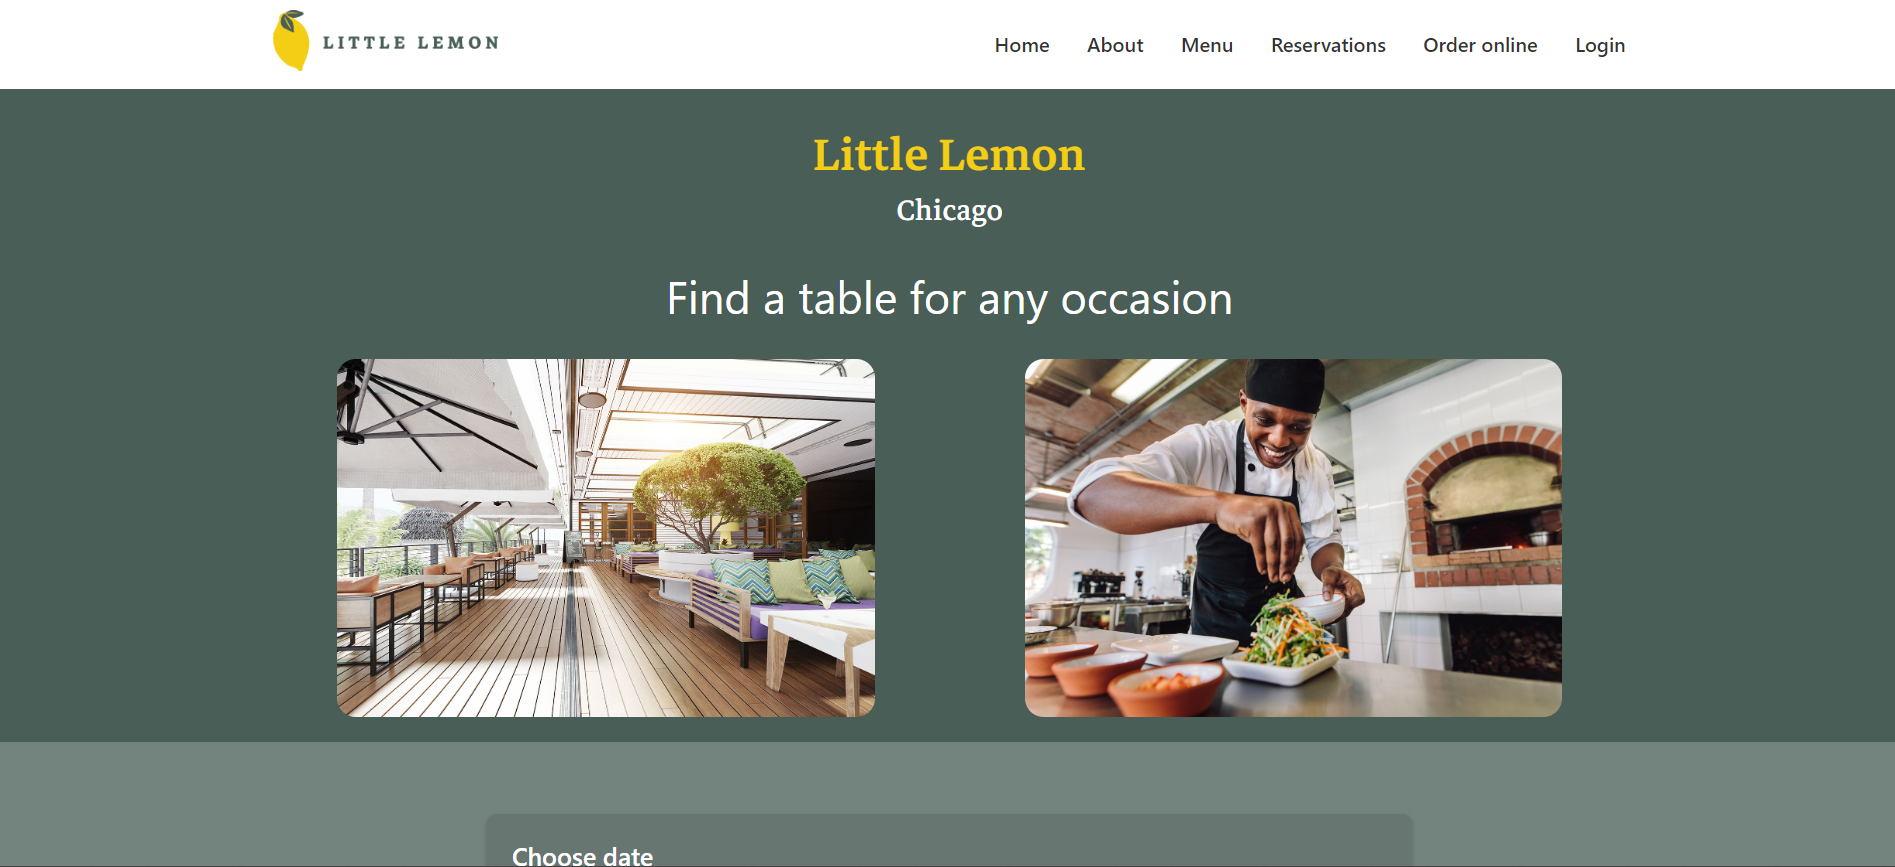 LITTLE LEMON
Home About Menu Reservations Order online Login
Little Lemon
Chicago
Find a table for any occasion
Choose date